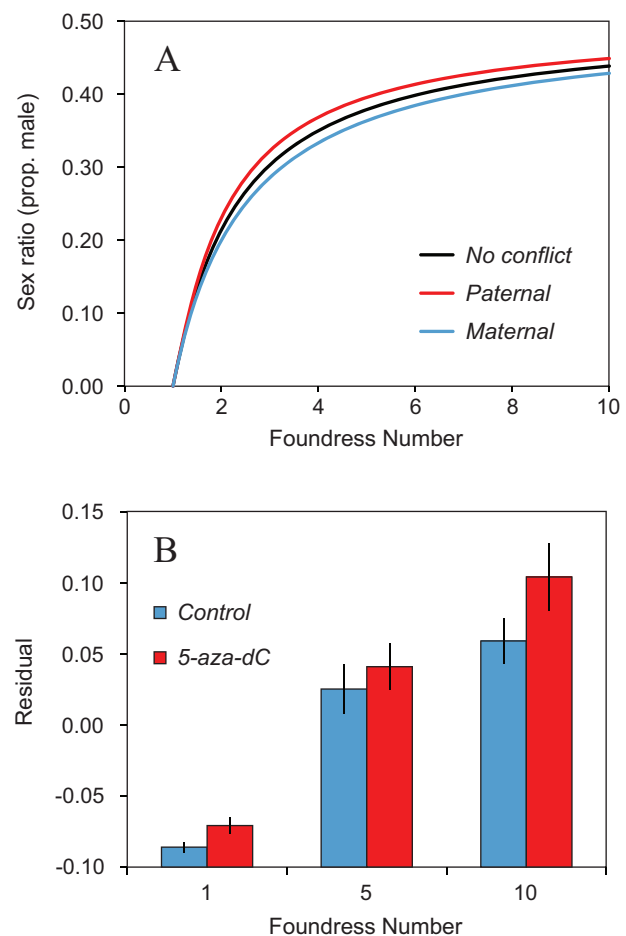 A
Sex ratio (prop. male)
0.50
0.40
0.30
0.20
0.10
0.00
No conflict
Paternal
Maternal
0 2 4 6 8 10
Foundress Number
B
Residual
0.15
0.10
0.05
0.00
-0.05
-0.10
Control
5-aza-dC
1 5 10
Foundress Number